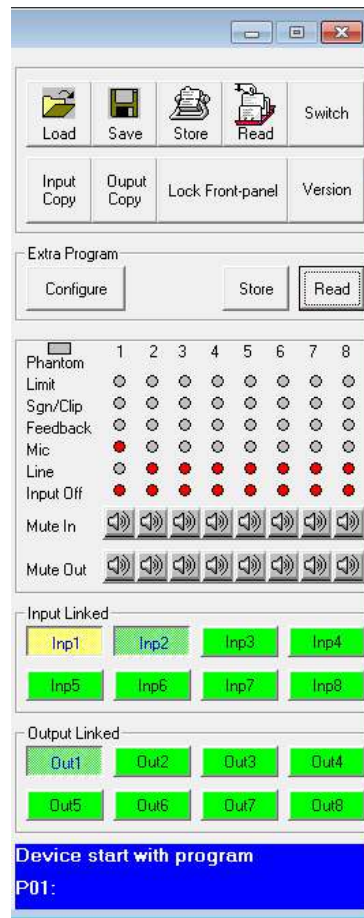 Load Save Store Read Switch
Input Copy Ouput Copy Lock Front-panel Version
Extra Program
Configure Store Read
Phantom 1 2 3 4 5 6 7 8
Limit
Sgn/Clip
Feedback
Mic
Line
Input Off
Mute In
Mute Out
Input Linked
Inp1 Inp2 Inp3 Inp4
Inp5 Inp6 Inp7 Inp8
Output Linked
Out1 Out2 Out3 Out4
Out5 Out6 Out7 Out8
Device start with program
P01: